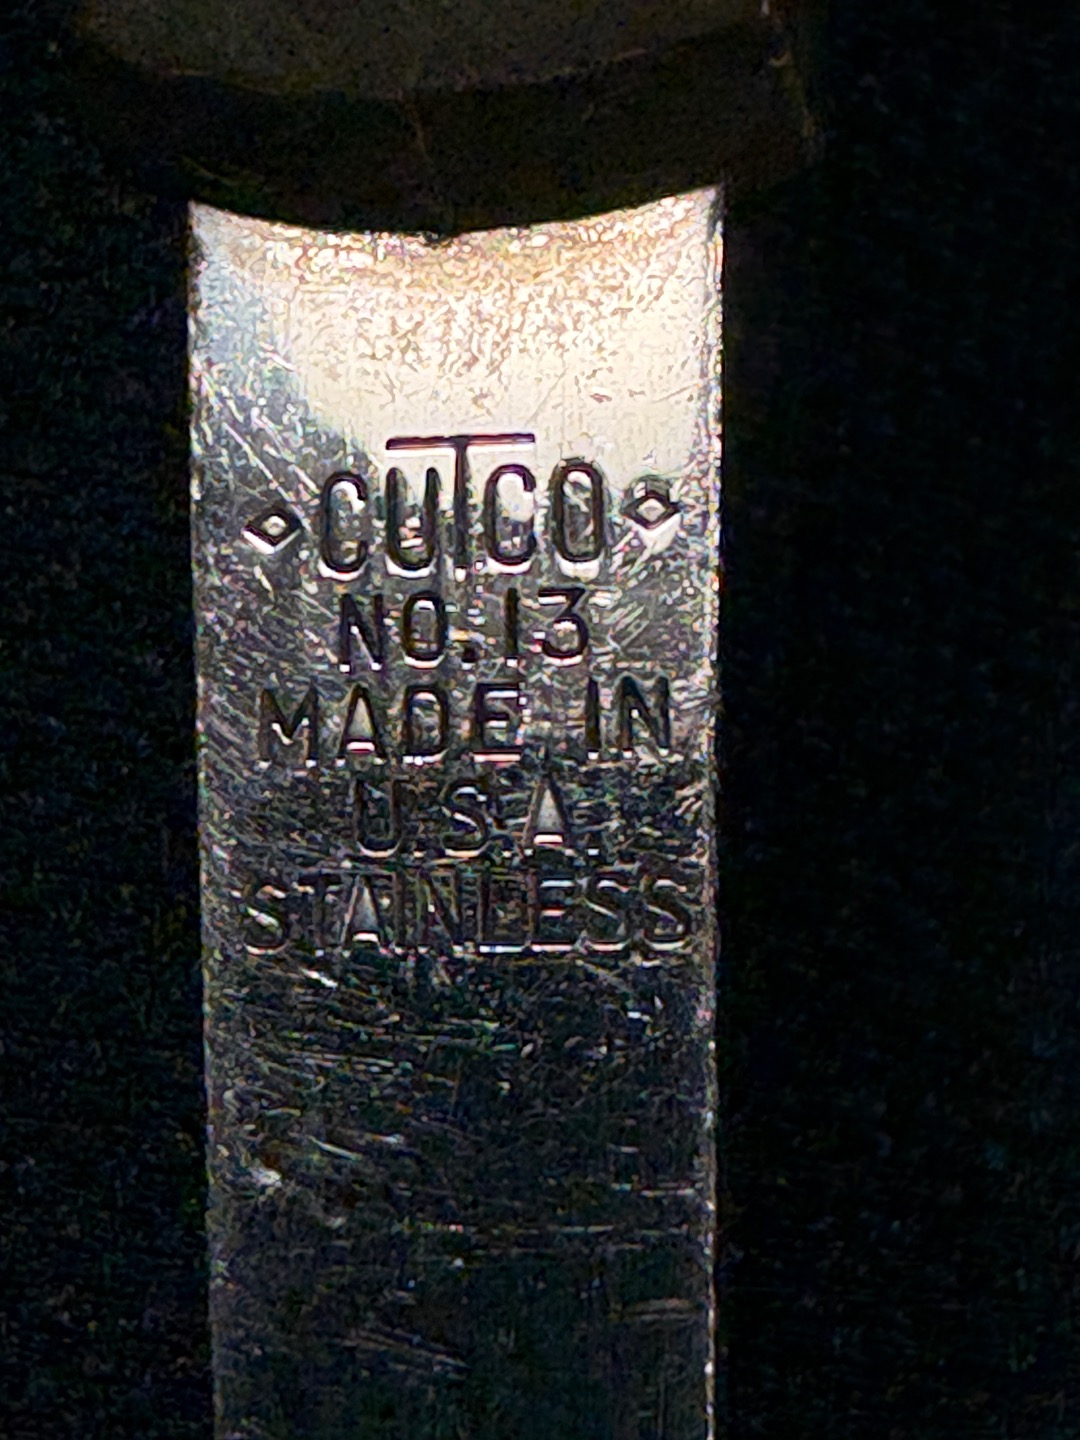 CUTCO
NO. 13
MADE IN
U.S.A.
STAINLESS